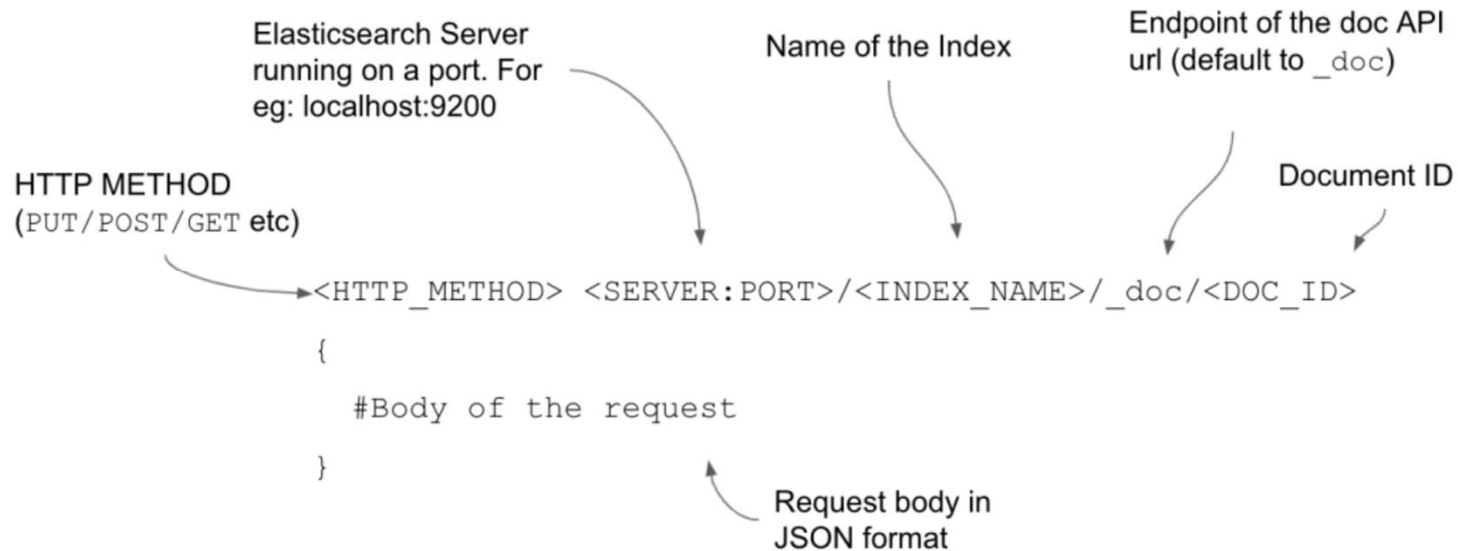 Elasticsearch Server
running on a port. For
eg: localhost:9200
Name of the Index
Endpoint of the doc API
url (default to _doc)
HTTP METHOD
(PUT/POST/GET etc)
Document ID
<HTTP_METHOD> <SERVER:PORT>/<INDEX_NAME>/_doc/<DOC_ID>
{
#Body of the request
}
Request body in
JSON format